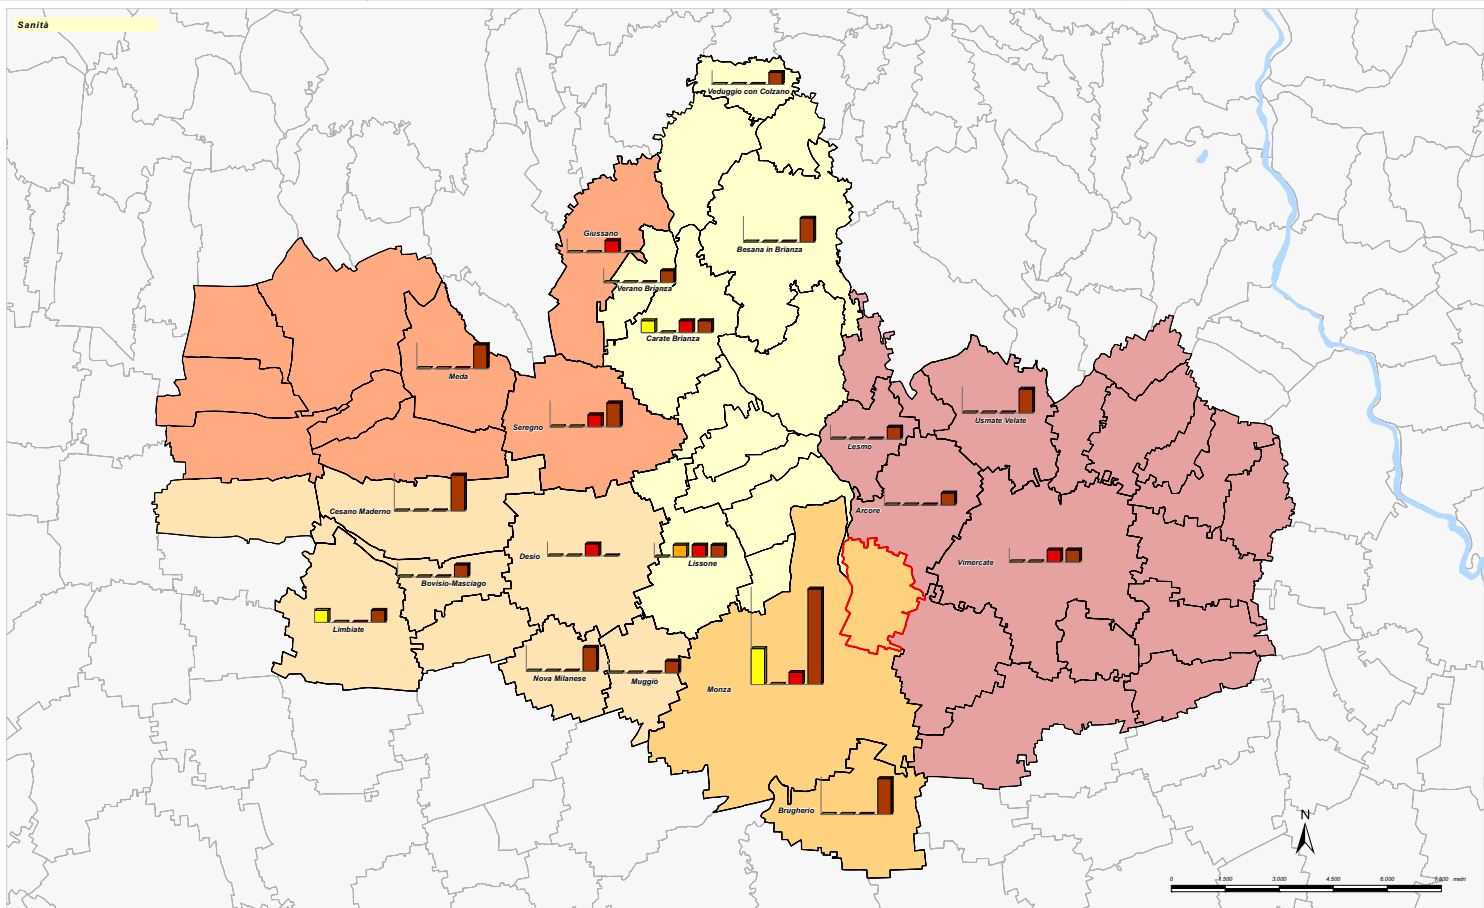 Sanità
Veduggio con Colzano
Giussano
Besana in Brianza
Verano Brianza
Carate Brianza
Meda
Seregno
Usmate Velate
Lesmo
Cesano Maderno
Arcore
Desio
Lissone
Vimercate
Bovisio-Masciago
Limbiate
Nova Milanese
Muggiò
Monza
Brugherio
N
0 1.500 3.000 4.500 6.000 7.500 metri